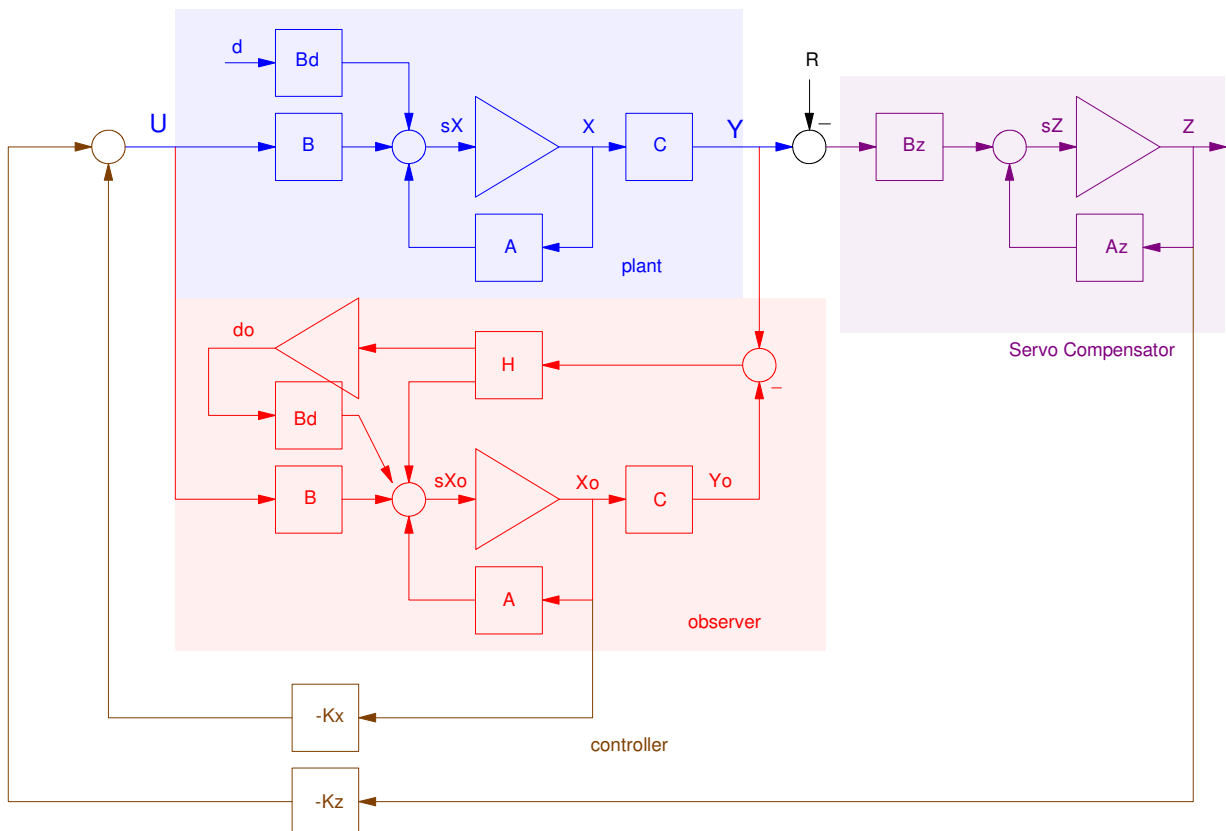 d
Bd
R
U
B
sX
X
C
Y
–
Bz
sZ
Z
A
Az
plant
do
H
Servo Compensator
–
Bd
B
sXo
Xo
C
Yo
A
observer
-Kx
controller
-Kz